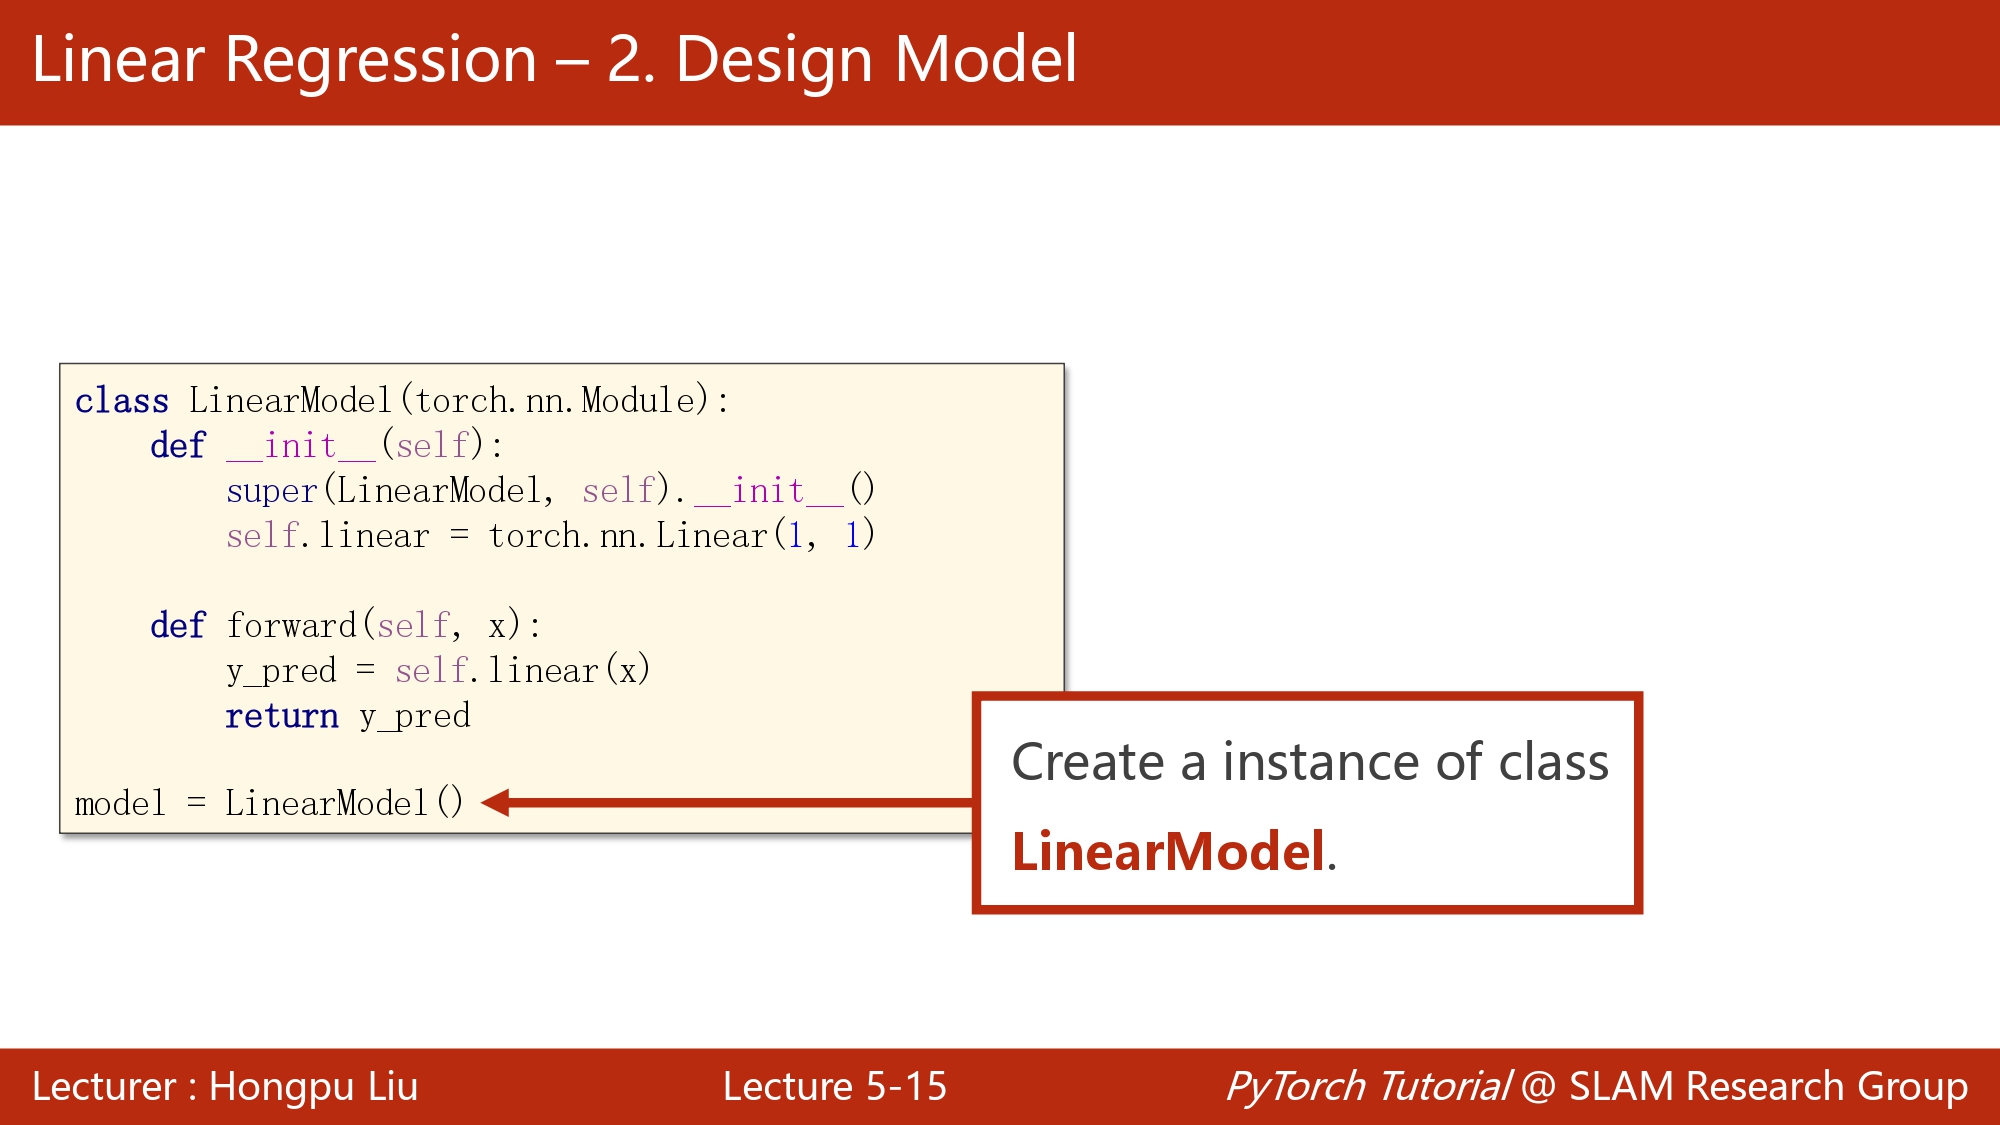 Linear Regression – 2. Design Model
class LinearModel(torch.nn.Module):
    def __init__(self):
        super(LinearModel, self).__init__()
        self.linear = torch.nn.Linear(1, 1)

    def forward(self, x):
        y_pred = self.linear(x)
        return y_pred

model = LinearModel()
Create a instance of class
LinearModel.
Lecturer : Hongpu Liu
Lecture 5-15
PyTorch Tutorial @ SLAM Research Group